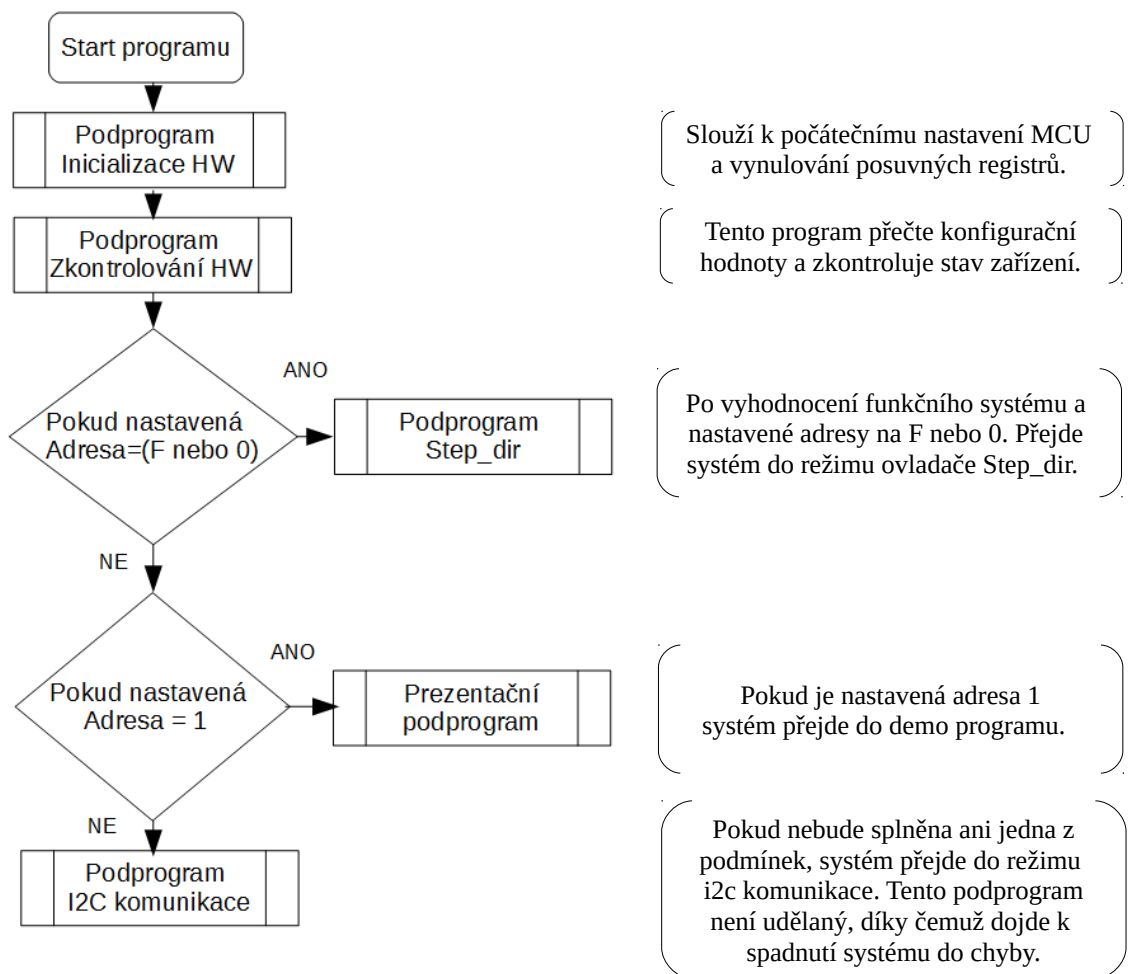 Start programu
Podprogram
Inicializace HW
Slouží k počátečnímu nastavení MCU
a vynulování posuvných registrů.
Podprogram
Zkontrolování HW
Tento program přečte konfigurační
hodnoty a zkontroluje stav zařízení.
Pokud nastavená
Adresa=(F nebo 0)
ANO
Podprogram
Step_dir
Po vyhodnocení funkčního systému a
nastavené adresy na F nebo 0. Přejde
systém do režimu ovladače Step_dir.
NE
Pokud nastavená
Adresa = 1
ANO
Prezentační
podprogram
Pokud je nastavená adresa 1
systém přejde do demo programu.
NE
Podprogram
I2C komunikace
Pokud nebude splněna ani jedna z
podmínek, systém přejde do režimu
i2c komunikace. Tento podprogram
není udělaný, díky čemuž dojde k
spadnutí systému do chyby.